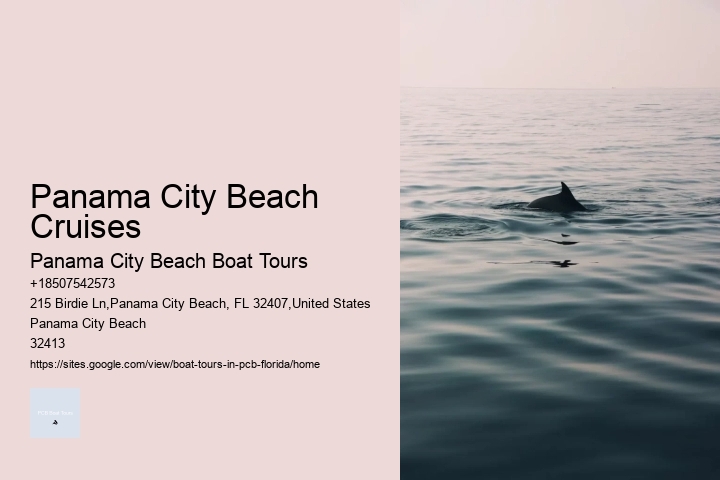 Panama City Beach
Cruises
Panama City Beach Boat Tours
+18507542573
215 Birdie Ln,Panama City Beach, FL 32407,United States
Panama City Beach
32413
https://sites.google.com/view/boat-tours-in-pcb-florida/home